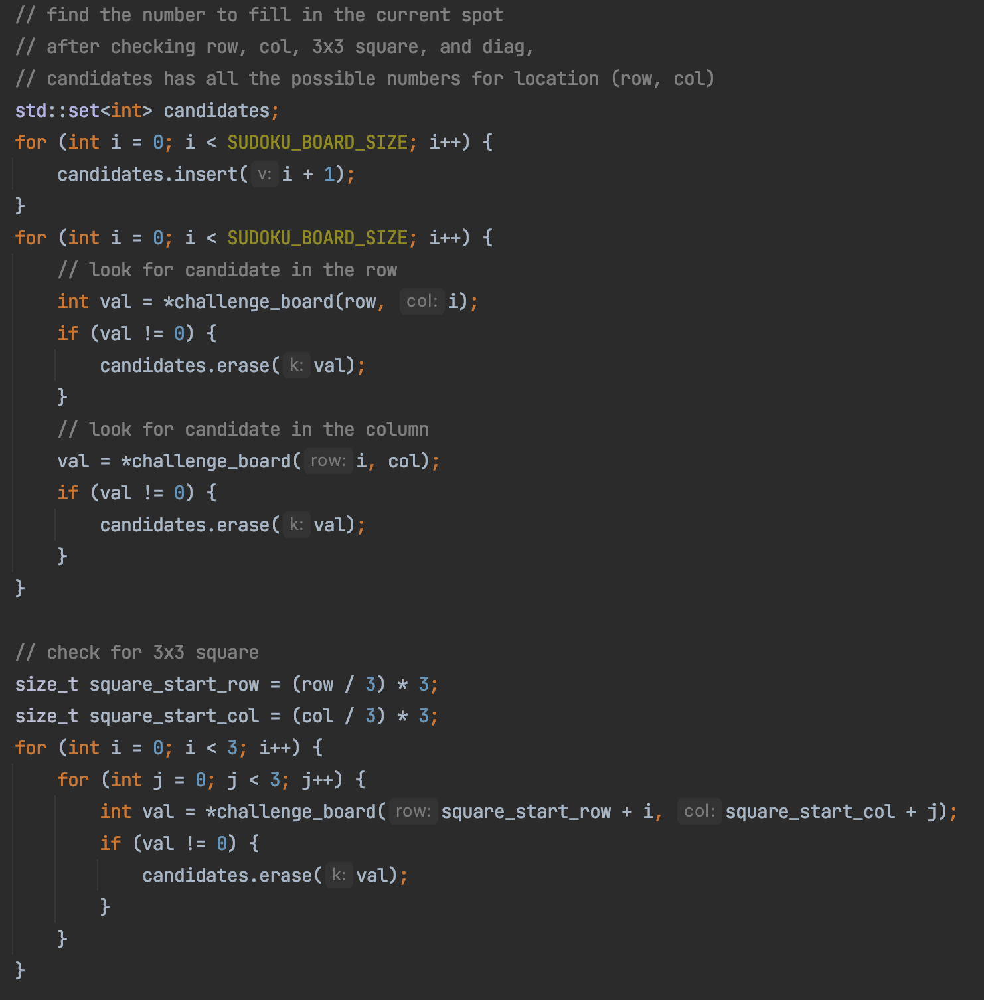 // find the number to fill in the current spot
// after checking row, col, 3x3 square, and diag,
// candidates has all the possible numbers for location (row, col)
std::set<int> candidates;
for (int i = 0; i < SUDOKU_BOARD_SIZE; i++) {
    candidates.insert( v: i + 1);
}
for (int i = 0; i < SUDOKU_BOARD_SIZE; i++) {
    // look for candidate in the row
    int val = *challenge_board(row, col: i);
    if (val != 0) {
        candidates.erase( k: val);
    }
    // look for candidate in the column
    val = *challenge_board( row: i, col);
    if (val != 0) {
        candidates.erase( k: val);
    }
}

// check for 3x3 square
size_t square_start_row = (row / 3) * 3;
size_t square_start_col = (col / 3) * 3;
for (int i = 0; i < 3; i++) {
    for (int j = 0; j < 3; j++) {
        int val = *challenge_board( row: square_start_row + i, col: square_start_col + j);
        if (val != 0) {
            candidates.erase( k: val);
        }
    }
}